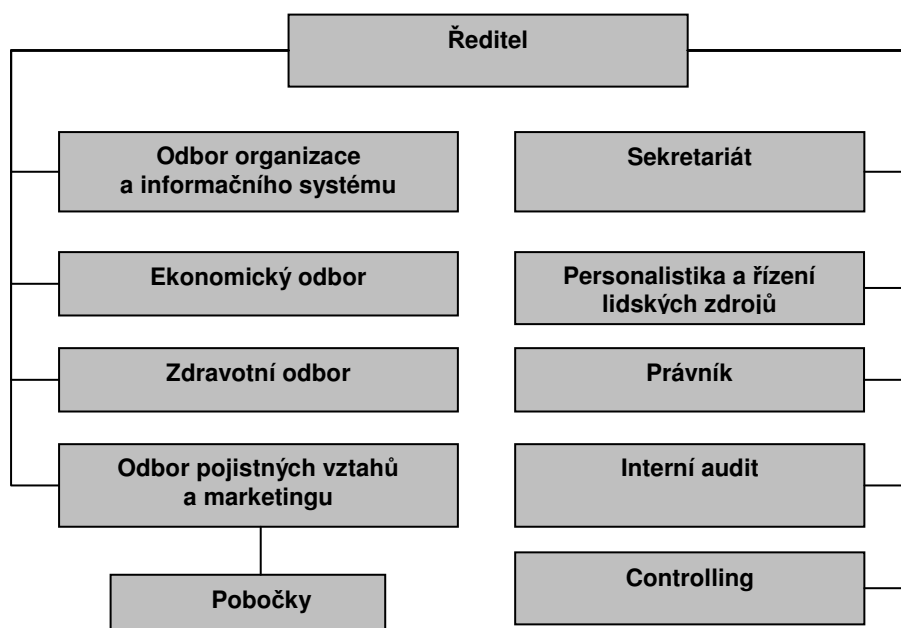 Ředitel
Odbor organizace
a informačního systému
Sekretariát
Ekonomický odbor
Personalistika a řízení
lidských zdrojů
Zdravotní odbor
Právník
Odbor pojistných vztahů
a marketingu
Interní audit
Pobočky
Controlling